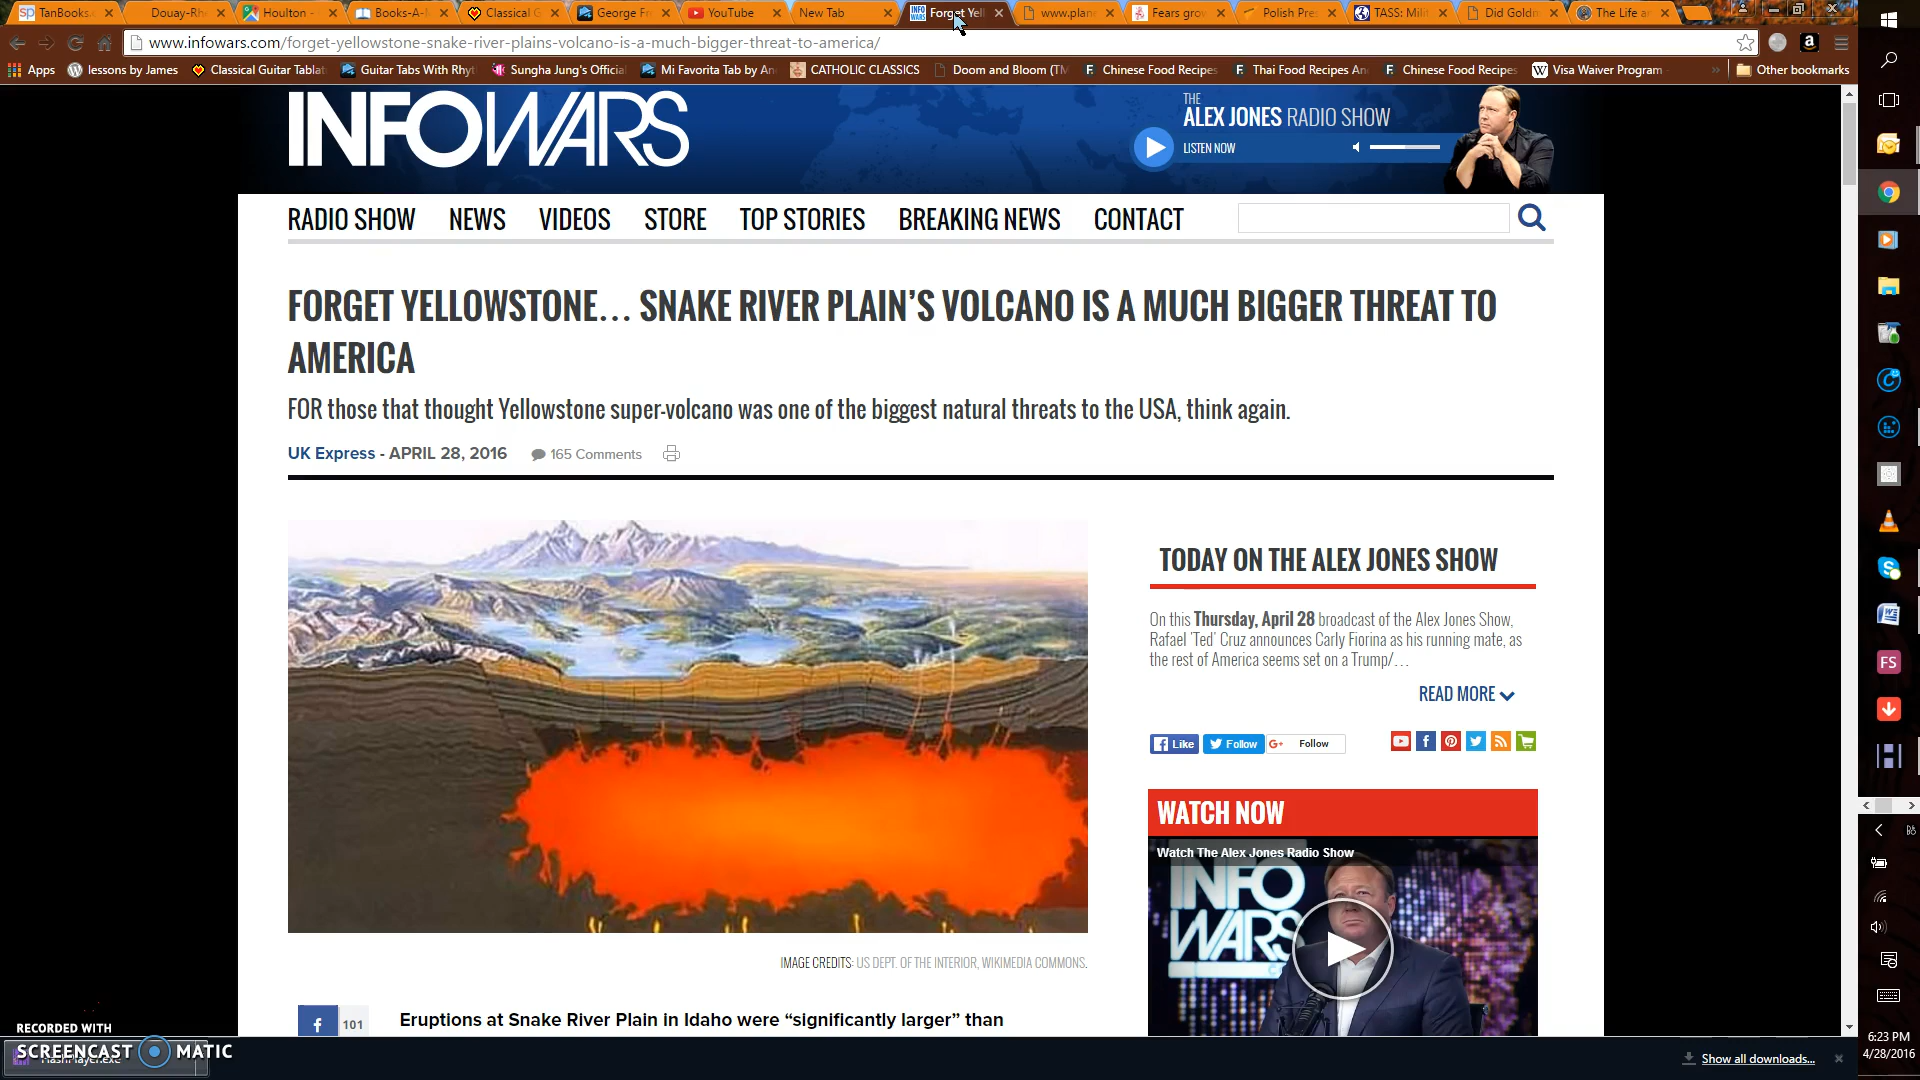 TanBooks.c
Douay-Rhe
Houlton -
Books-A-M
Classical G
George Fr
YouTube
New Tab
Forget Yell
www.plane
Fears grow
Polish Pres
TASS: Milit
Did Goldm
The Life an
www.infowars.com/forget-yellowstone-snake-river-plains-volcano-is-a-much-bigger-threat-to-america/
Apps
lessons by James
Classical Guitar Tablat
Guitar Tabs With Rhyt
Sungha Jung's Official
Mi Favorita Tab by An
CATHOLIC CLASSICS
Doom and Bloom (TM
Chinese Food Recipes
Thai Food Recipes An
Chinese Food Recipes
Visa Waiver Program
Other bookmarks
INFOWARS
THE
ALEX JONES RADIO SHOW
LISTEN NOW
RADIO SHOW NEWS VIDEOS STORE TOP STORIES BREAKING NEWS CONTACT
FORGET YELLOWSTONE… SNAKE RIVER PLAIN’S VOLCANO IS A MUCH BIGGER THREAT TO
AMERICA
FOR those that thought Yellowstone super-volcano was one of the biggest natural threats to the USA, think again.
UK Express - APRIL 28, 2016 165 Comments
IMAGE CREDITS: US DEPT. OF THE INTERIOR, WIKIMEDIA COMMONS.
101
Eruptions at Snake River Plain in Idaho were “significantly larger” than
TODAY ON THE ALEX JONES SHOW
On this Thursday, April 28 broadcast of the Alex Jones Show,
Rafael 'Ted' Cruz announces Carly Fiorina as his running mate, as
the rest of America seems set on a Trump/…
READ MORE
Like
Follow
Follow
WATCH NOW
Watch The Alex Jones Radio Show
INFO
WARS
RECORDED WITH
SCREENCAST MATIC
Show all downloads...
6:23 PM
4/28/2016